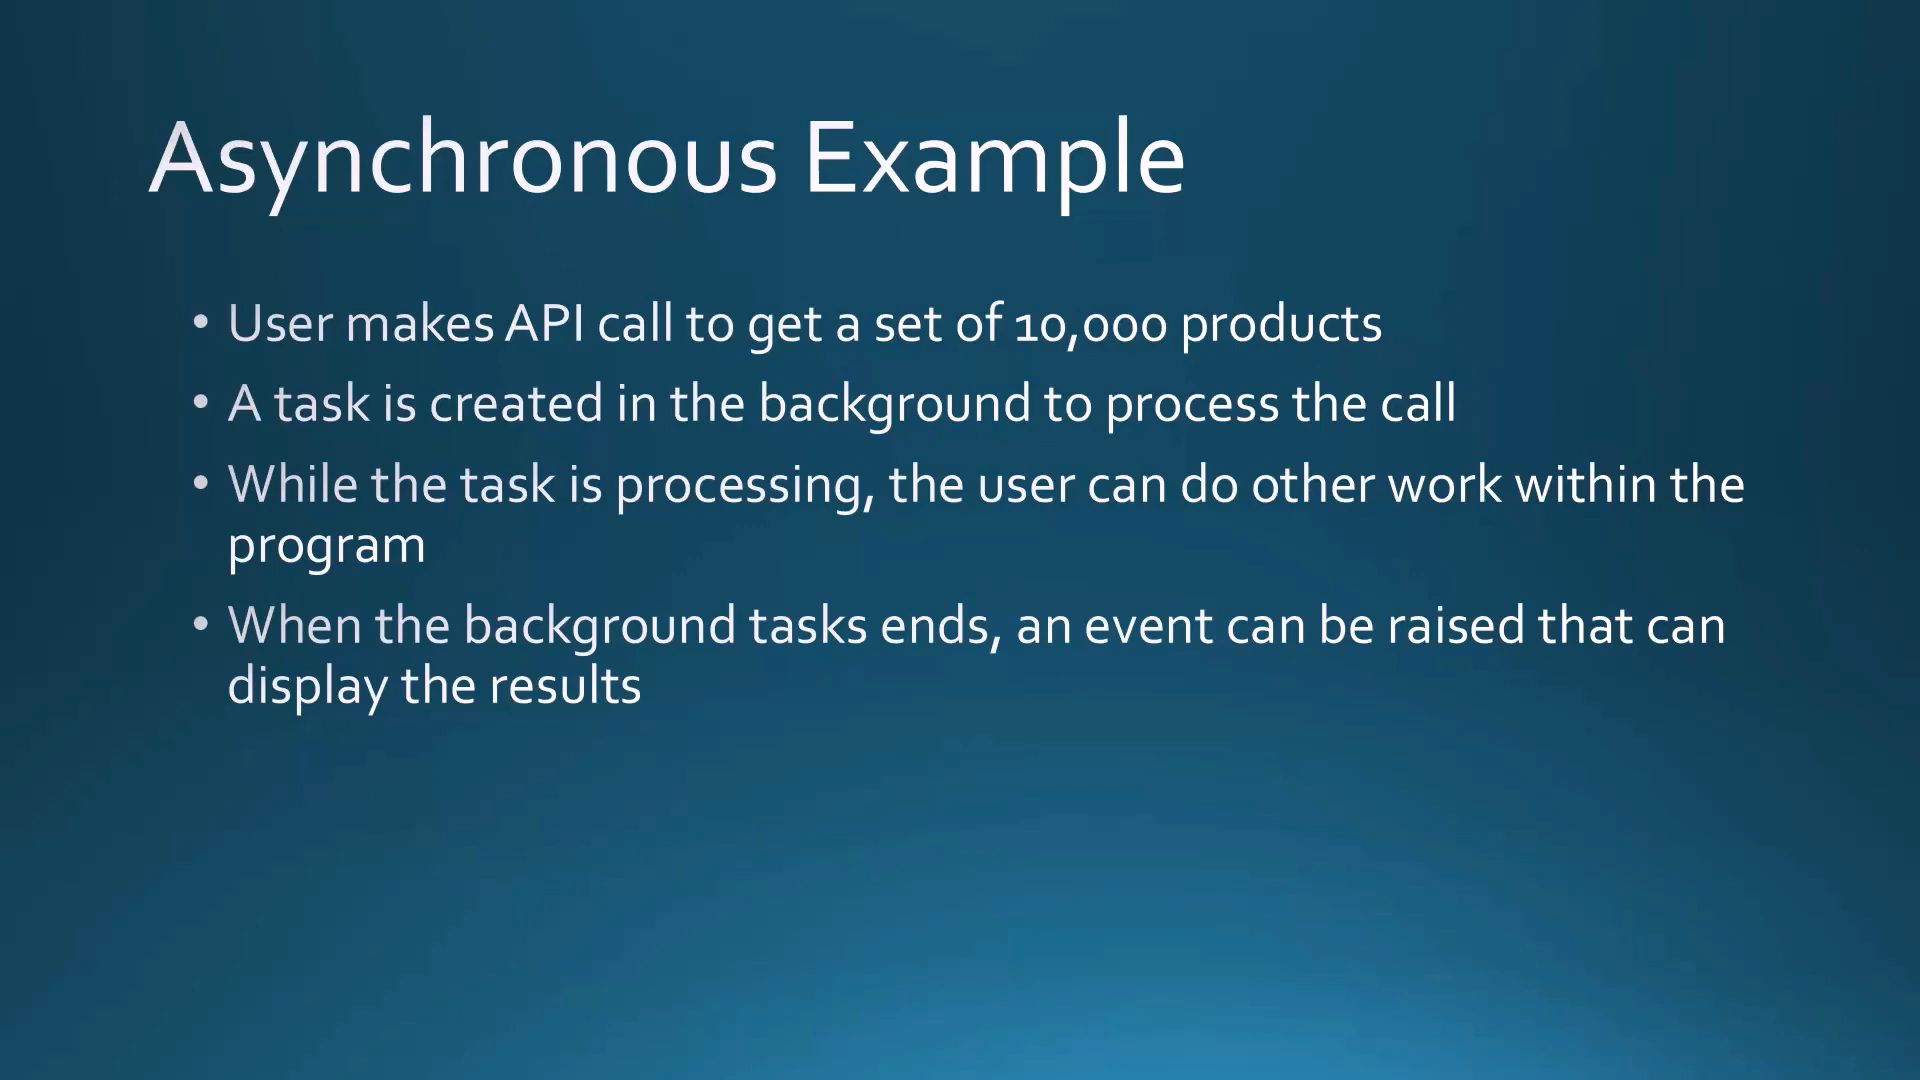 Asynchronous Example
• User makes API call to get a set of 10,000 products
• A task is created in the background to process the call
• While the task is processing, the user can do other work within the
program
• When the background tasks ends, an event can be raised that can
display the results